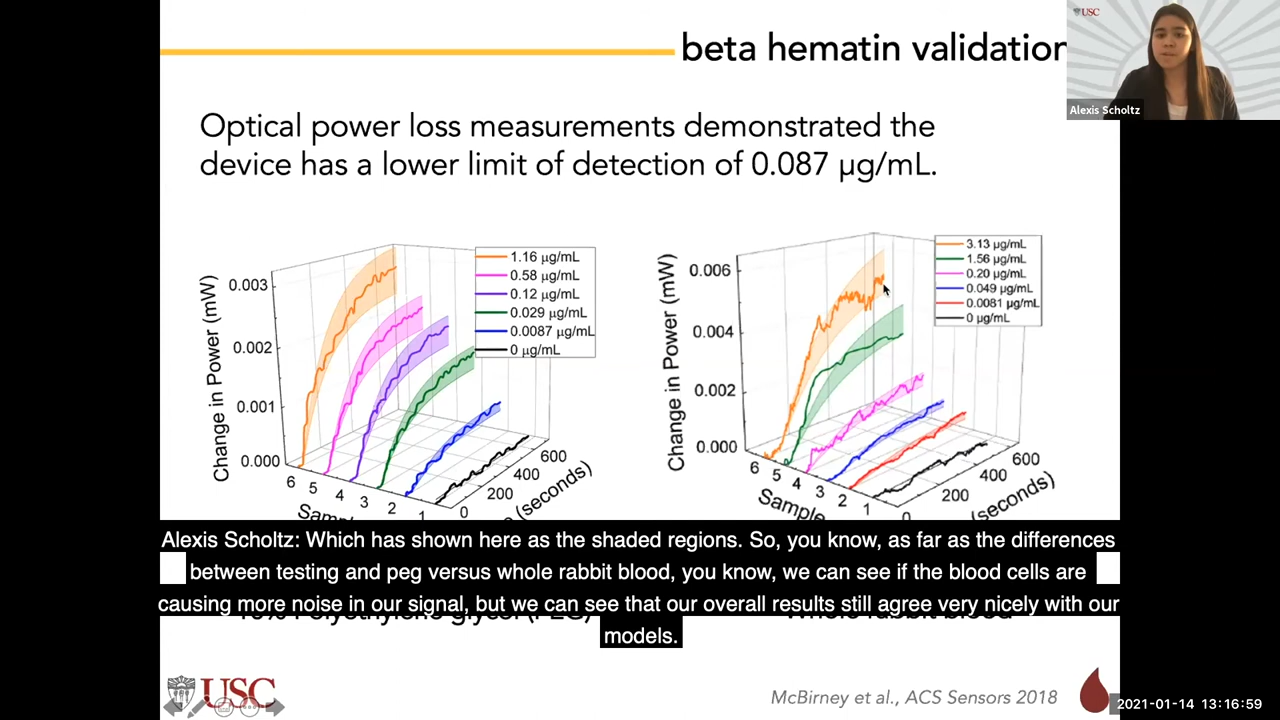 beta hematin validation
USC
Alexis Scholtz
Optical power loss measurements demonstrated the
device has a lower limit of detection of 0.087 µg/mL.
Change in Power (mW)
0.003
0.002
0.001
0.000
6
5
4
3
2
1
0
200
400
600
(seconds)
1.16 µg/mL
0.58 µg/mL
0.12 µg/mL
0.029 µg/mL
0.0087 µg/mL
0 µg/mL
Change in Power (mW)
0.006
0.004
0.002
0.000
6
5
4
3
2
1
Sample
0
200
400
600
(seconds)
3.13 µg/mL
1.56 µg/mL
0.20 µg/mL
0.049 µg/mL
0.0081 µg/mL
0 µg/mL
Alexis Scholtz: Which has shown here as the shaded regions. So, you know, as far as the differences
between testing and peg versus whole rabbit blood, you know, we can see if the blood cells are
causing more noise in our signal, but we can see that our overall results still agree very nicely with our
models.
USC
McBirney et al., ACS Sensors 2018
2021-01-14 13:16:59